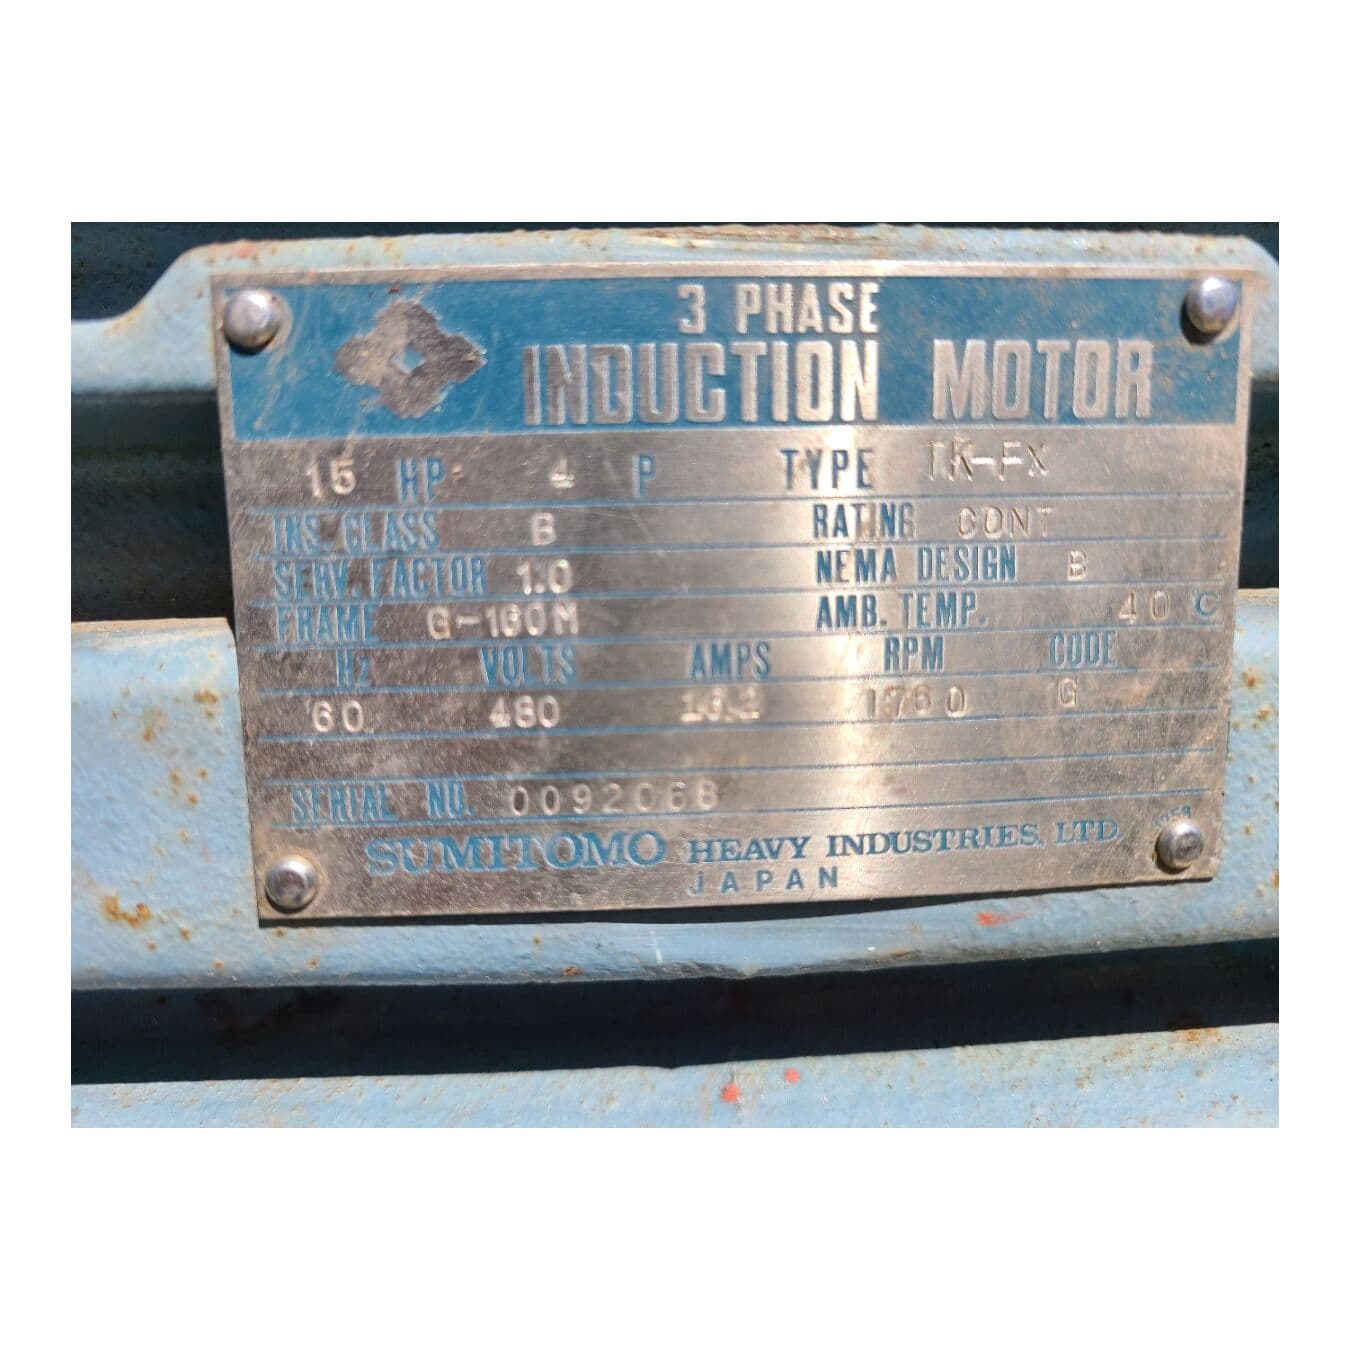 3 PHASE
INDUCTION MOTOR
15 HP 4 P TYPE TK-FX
INS. CLASS B RATING CONT
SERV. FACTOR 1.0 NEMA DESIGN B
FRAME G-160M AMB. TEMP. 40 C
HZ VOLTS AMPS RPM CODE
60 460 1760 G
SERIAL NO. 0092068
SUMITOMO HEAVY INDUSTRIES, LTD.
JAPAN